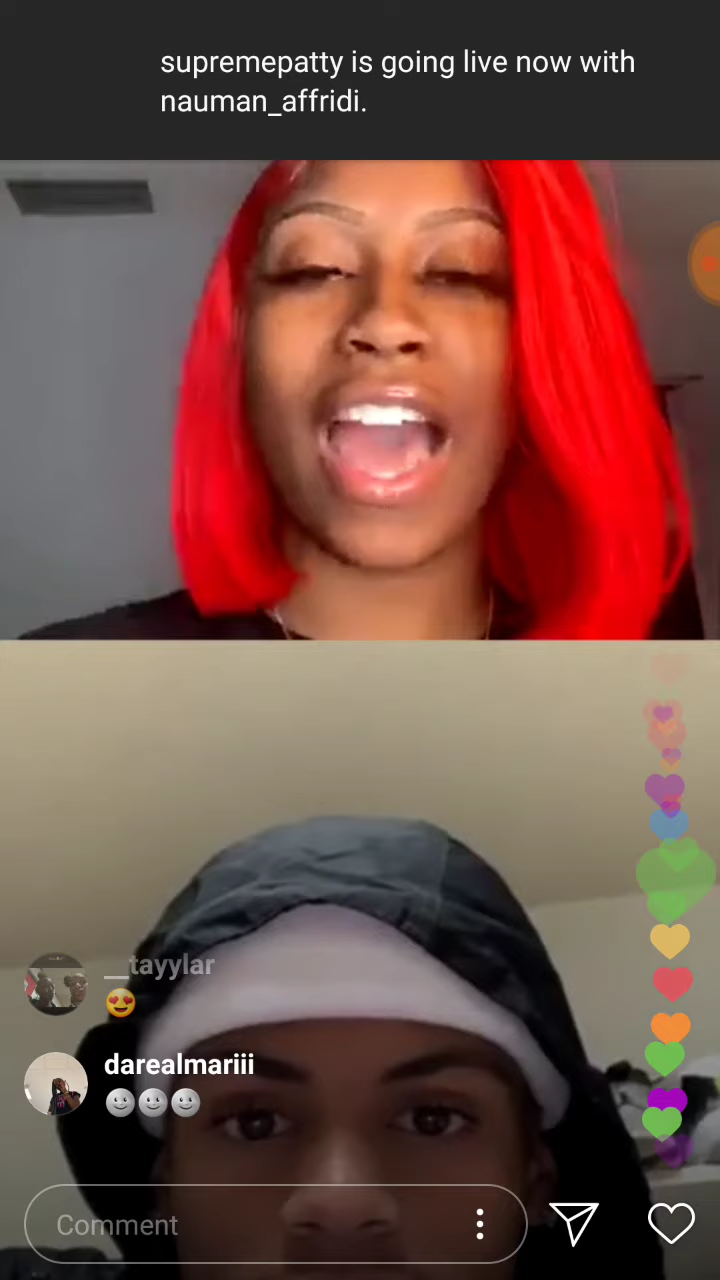 supremepatty is going live now with
nauman_affridi.
__tayylar
😍
darealmariii
🌚🌚🌚
Comment